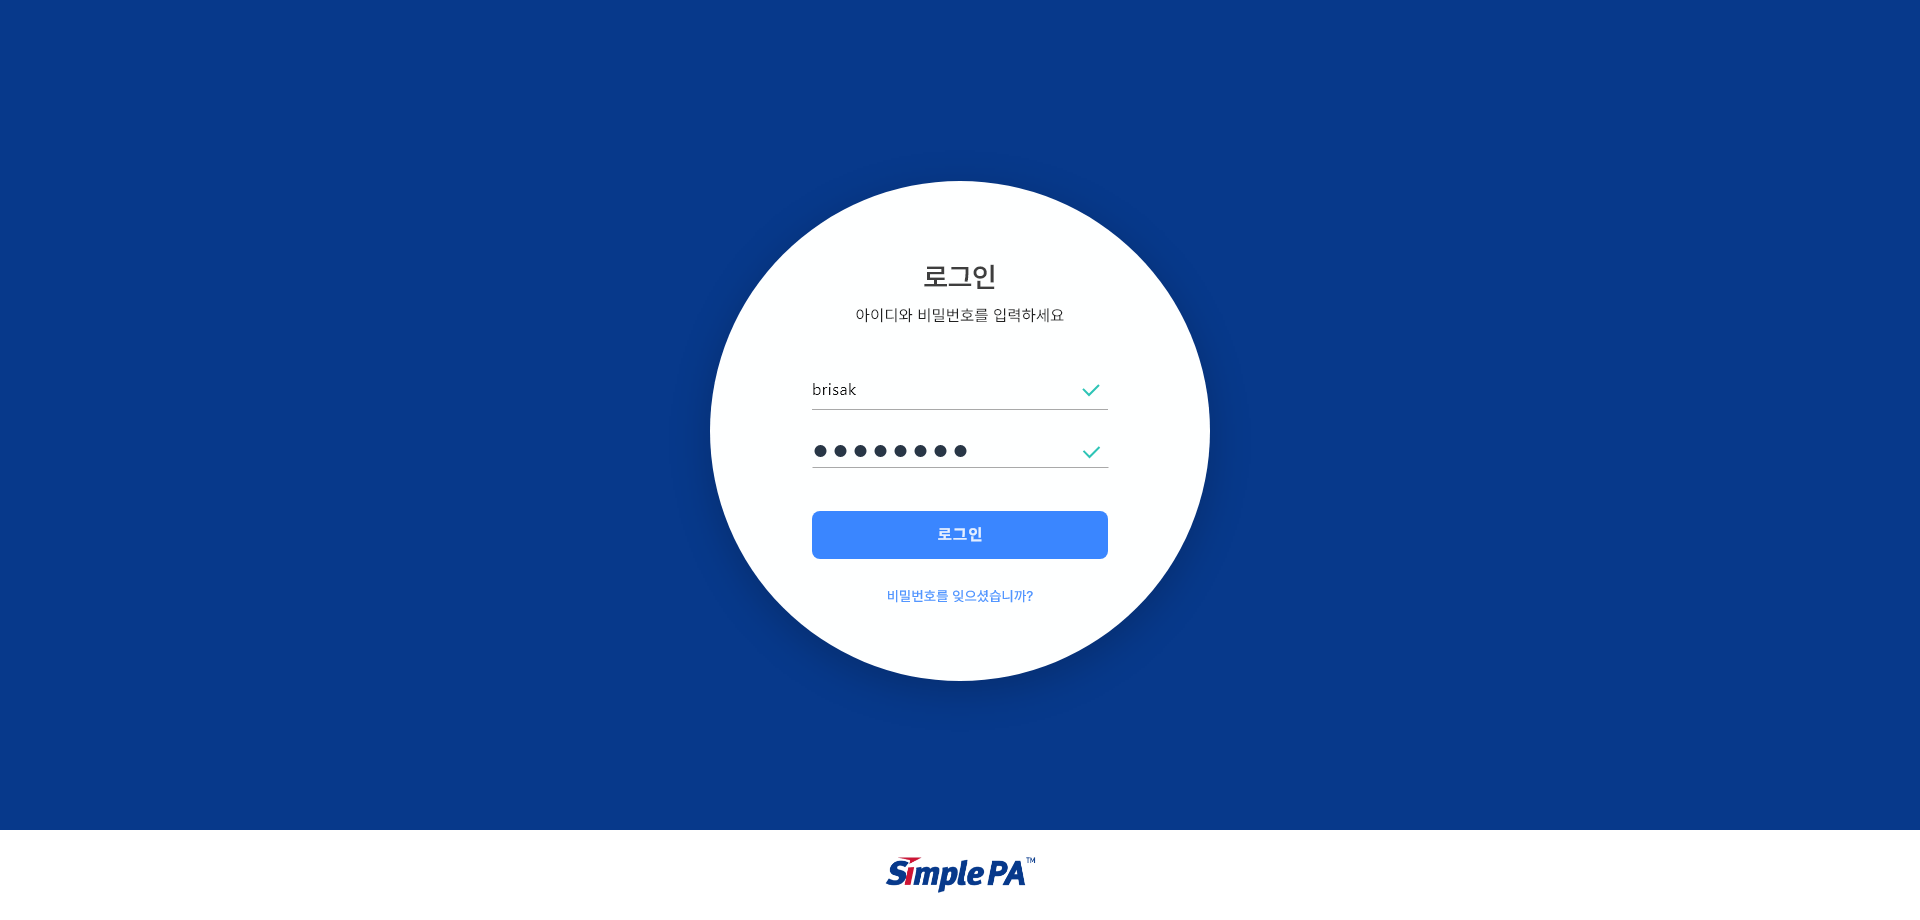 로그인
아이디와 비밀번호를 입력하세요
brisak
●●●●●●●●
로그인
비밀번호를 잊으셨습니까?
Simple PA™